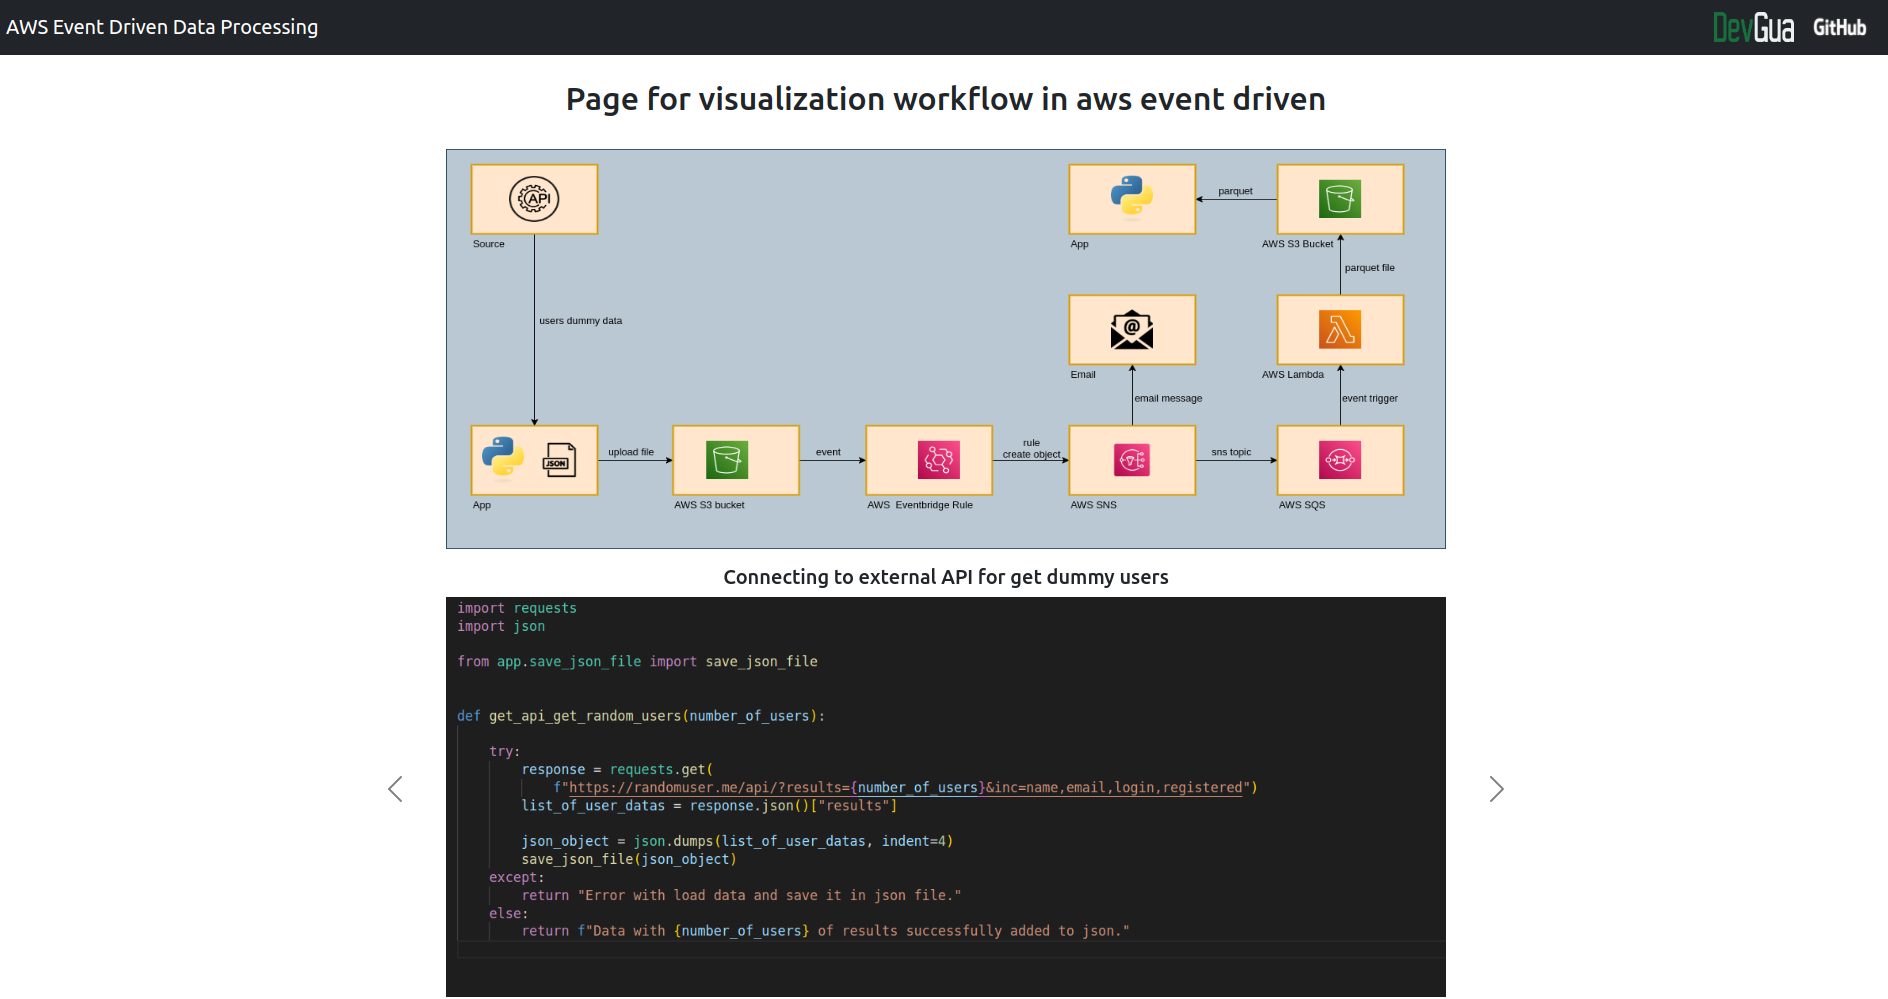 AWS Event Driven Data Processing
DevGua
GitHub
Page for visualization workflow in aws event driven
API
Source
App
parquet
AWS S3 Bucket
parquet file
users dummy data
@
Email
AWS Lambda
email message
event trigger
JSON
App
upload file
AWS S3 bucket
event
AWS  Eventbridge Rule
rule
create object
AWS SNS
sns topic
AWS SQS
Connecting to external API for get dummy users
import requests
import json
from app.save_json_file import save_json_file
def get_api_get_random_users(number_of_users):
try:
response = requests.get(
f"https://randomuser.me/api/?results={number_of_users}&inc=name,email,login,registered")
list_of_user_datas = response.json()["results"]
json_object = json.dumps(list_of_user_datas, indent=4)
save_json_file(json_object)
except:
return "Error with load data and save it in json file."
else:
return f"Data with {number_of_users} of results successfully added to json."